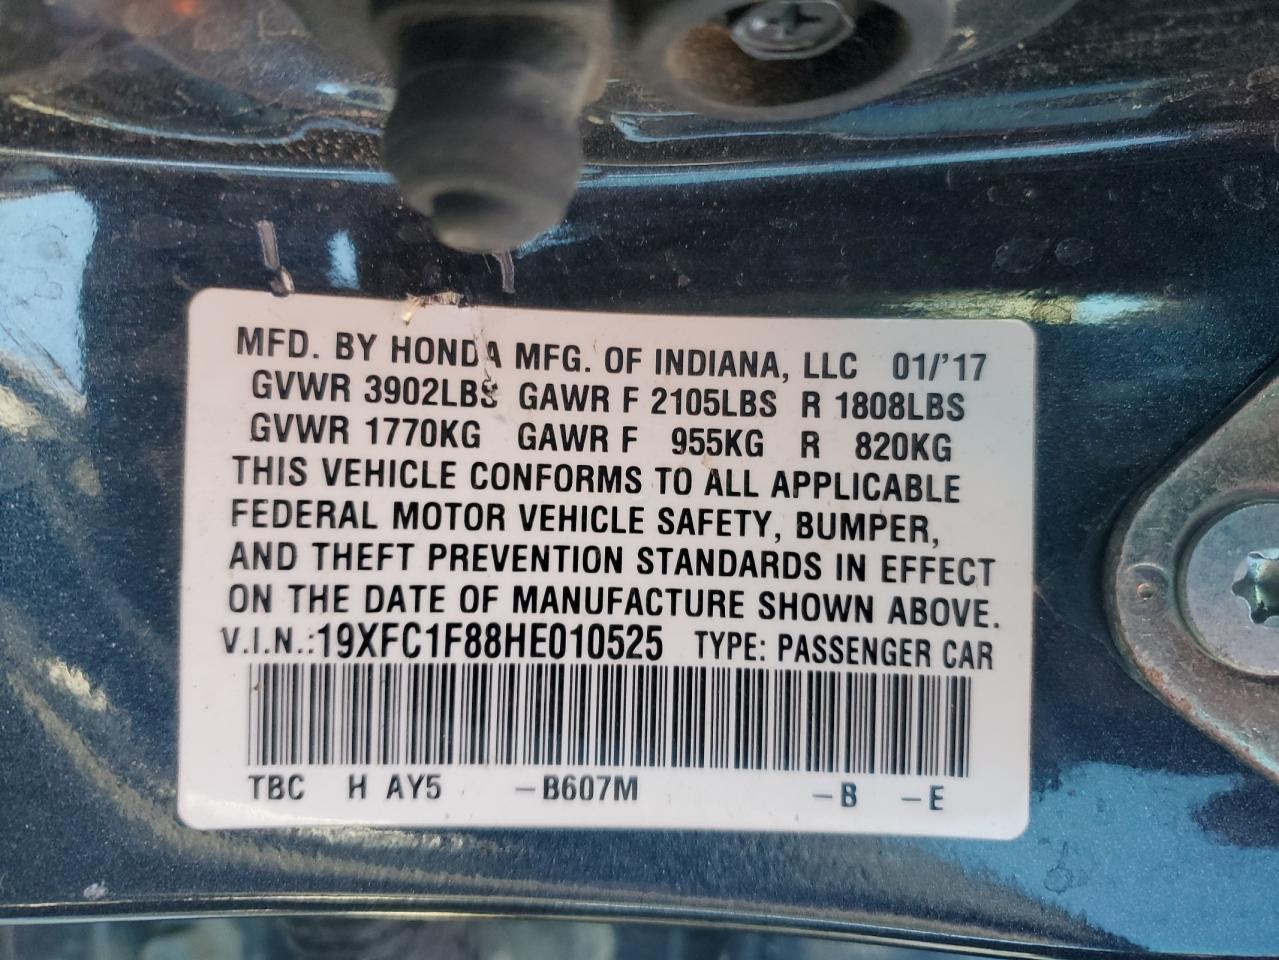 MFD. BY HONDA MFG. OF INDIANA, LLC 01/'17
GVWR 3902LBS GAWR F 2105LBS R 1808LBS
GVWR 1770KG GAWR F 955KG R 820KG
THIS VEHICLE CONFORMS TO ALL APPLICABLE
FEDERAL MOTOR VEHICLE SAFETY, BUMPER,
AND THEFT PREVENTION STANDARDS IN EFFECT
ON THE DATE OF MANUFACTURE SHOWN ABOVE.
V.I.N.:19XFC1F88HE010525 TYPE: PASSENGER CAR
TBC H AY5 -B607M -B -E